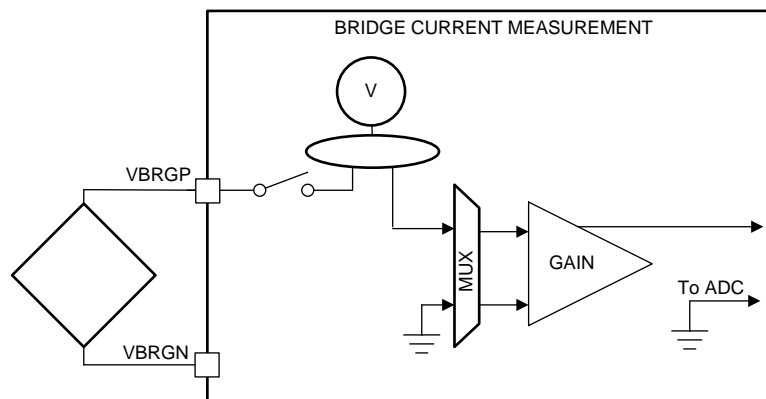 BRIDGE CURRENT MEASUREMENT
V
VBRGP
MUX
GAIN
To ADC
VBRGN